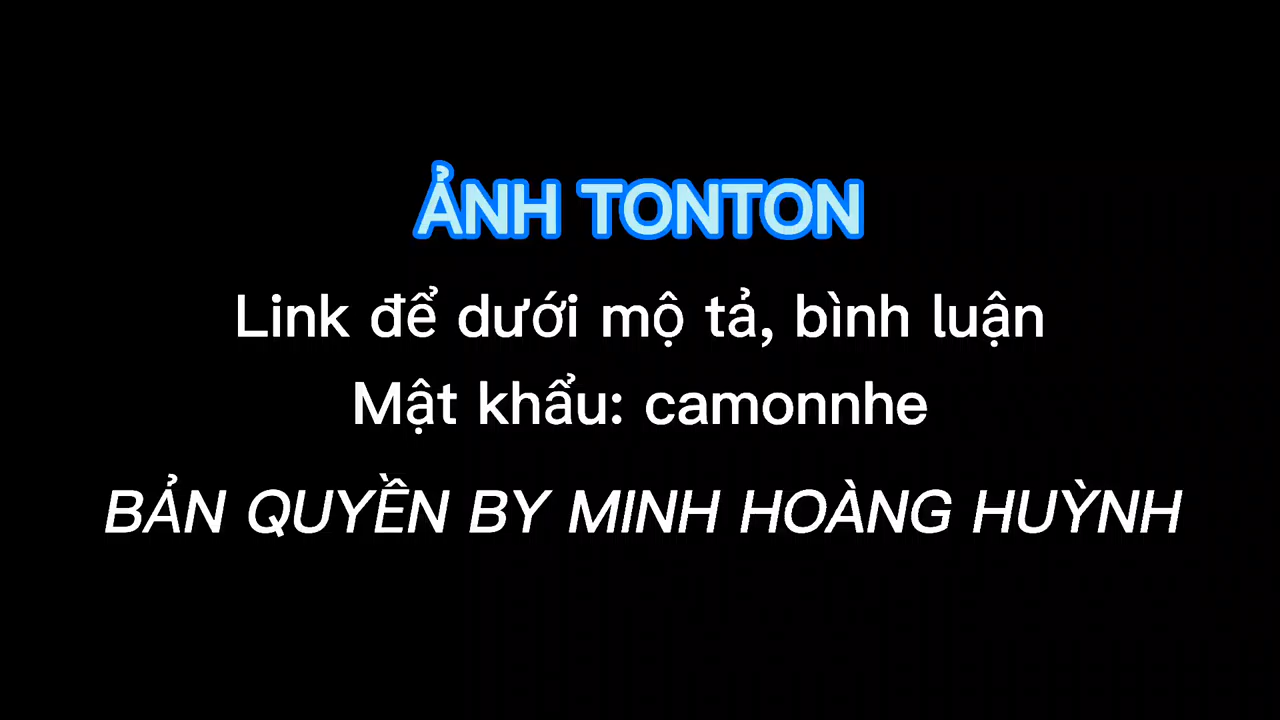 ẢNH TONTON
Link để dưới mộ tả, bình luận
Mật khẩu: camonnhe
BẢN QUYỀN BY MINH HOÀNG HUỲNH